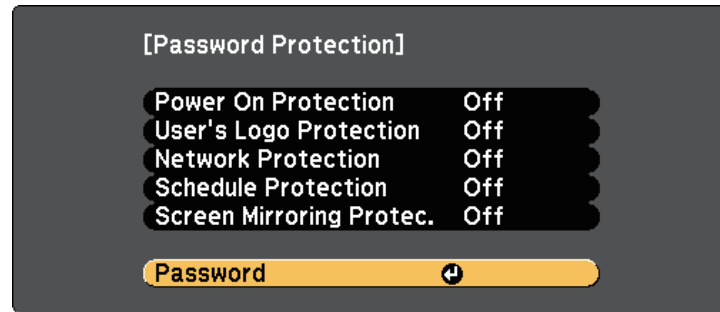 [Password Protection]
Power On Protection Off
User's Logo Protection Off
Network Protection Off
Schedule Protection Off
Screen Mirroring Protec. Off
Password